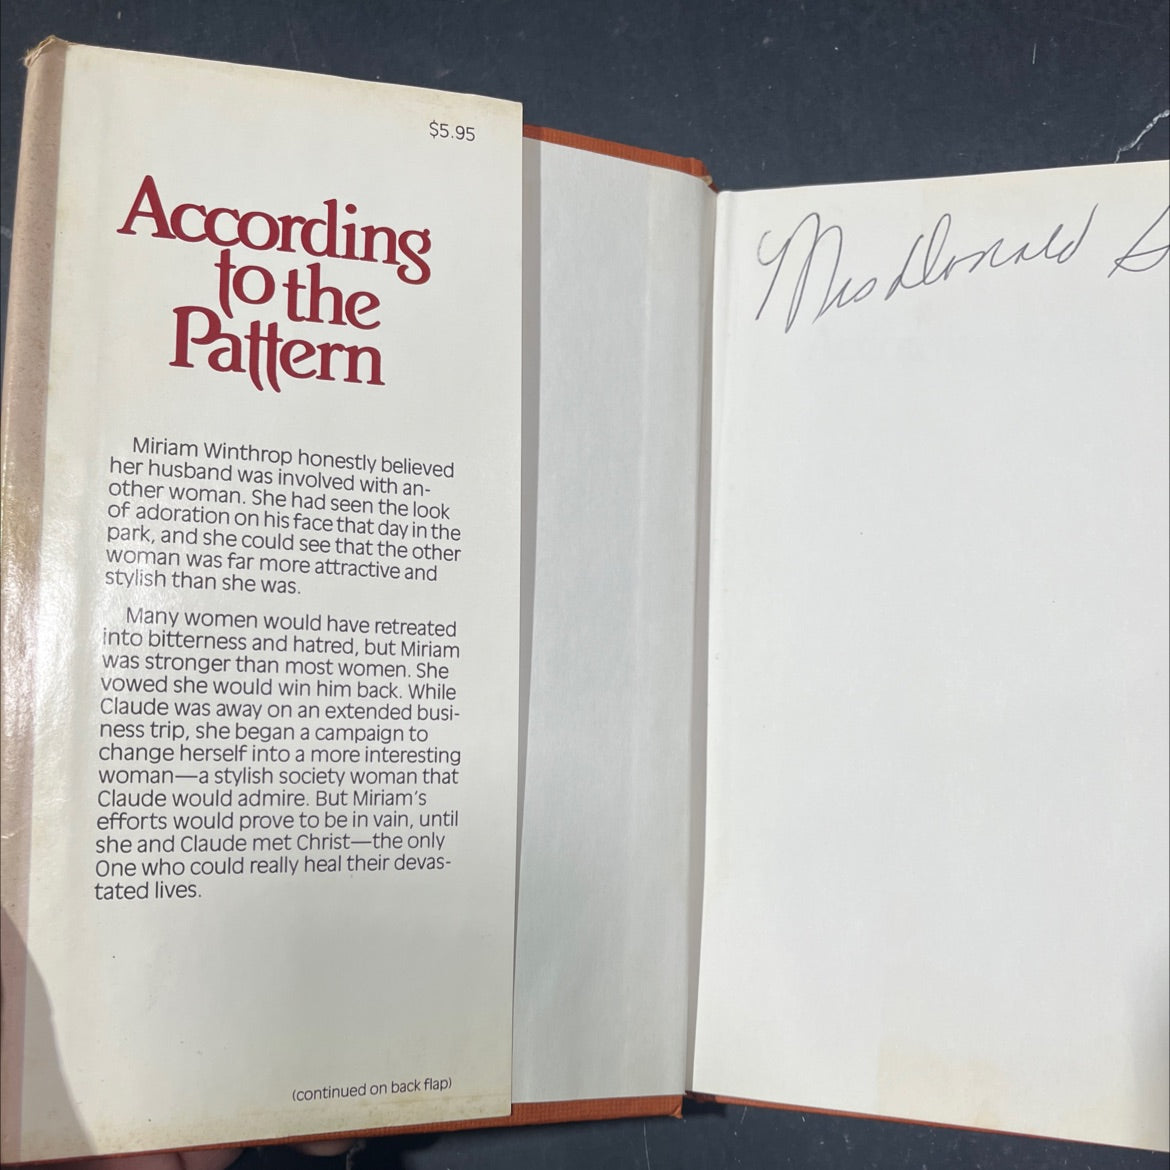 $5.95
According
to the
Pattern
Miriam Winthrop honestly believed
her husband was involved with an-
other woman. She had seen the look
of adoration on his face that day in the
park, and she could see that the other
woman was far more attractive and
stylish than she was.
Many women would have retreated
into bitterness and hatred, but Miriam
was stronger than most women. She
vowed she would win him back. While
Claude was away on an extended busi-
ness trip, she began a campaign to
change herself into a more interesting
woman—a stylish society woman that
Claude would admire. But Miriam's
efforts would prove to be in vain, until
she and Claude met Christ—the only
One who could really heal their devas-
tated lives.
(continued on back flap)
Mrs Donald